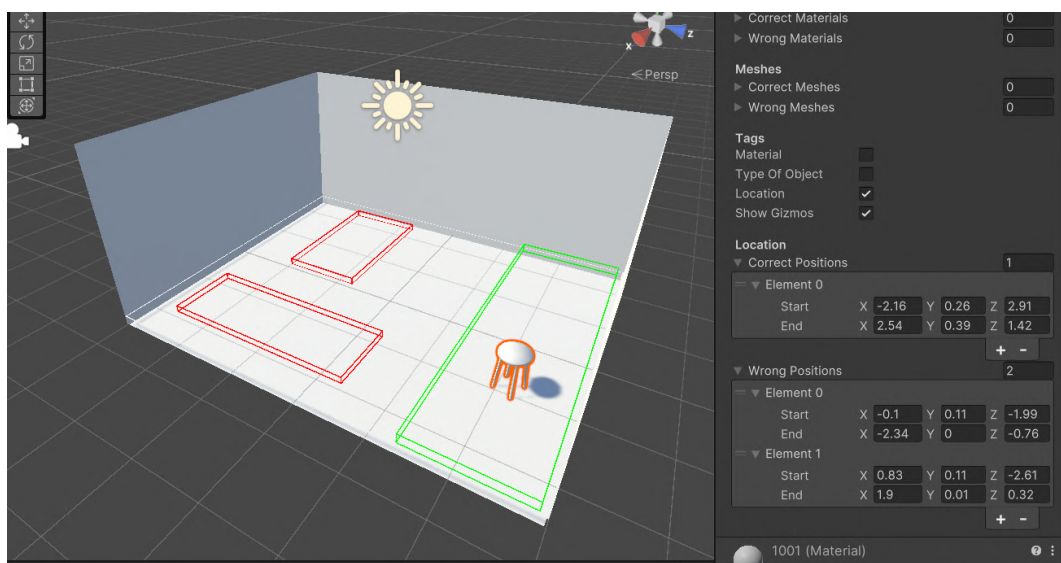 x
z
Persp
Correct Materials 0
Wrong Materials 0
Meshes
Correct Meshes 0
Wrong Meshes 0
Tags
Material
Type Of Object
Location
Show Gizmos
Location
Correct Positions 1
Element 0
Start X -2.16 Y 0.26 Z 2.91
End X 2.54 Y 0.39 Z 1.42
+ -
Wrong Positions 2
Element 0
Start X -0.1 Y 0.11 Z -1.99
End X -2.34 Y 0 Z -0.76
Element 1
Start X 0.83 Y 0.11 Z -2.61
End X 1.9 Y 0.01 Z 0.32
+ -
1001 (Material)